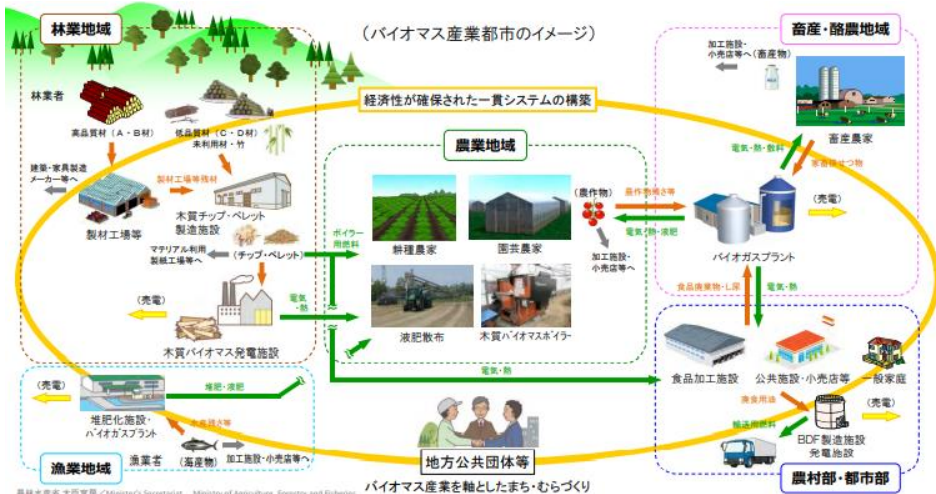 林業地域
(バイオマス産業都市のイメージ)
畜産・酪農地域
加工施設・
小売店等へ
(畜産物)
林業者
高品質材(A・B材)
低品質材(C・D材)
未利用材・竹
経済性が確保された一貫システムの構築
畜産農家
電気・熱・敷料
家畜排せつ物
建築・家具製造
メーカー等へ
製材工場等残材
製材工場等
木質チップ・ペレット
製造施設
農業地域
耕種農家
園芸農家
(農作物)
農作物残さ等
電気・熱・液肥
加工施設・
小売店等へ
(売電)
バイオガスプラント
マテリアル利用
製紙工場等へ
(チップ・ペレット)
ボイラー
用燃料
(売電)
電気
・熱
木質バイオマス発電施設
液肥散布
木質バイオマスボイラー
食品廃棄物・し尿
電気・熱
電気・熱
食品加工施設
公共施設・小売店等
一般家庭
(売電)
堆肥・液肥
堆肥化施設・
バイオガスプラント
水産残さ等
廃食用油
輸送用燃料
(売電)
BDF製造施設
発電施設
漁業地域
漁業者
(海産物)
加工施設・小売店等へ
地方公共団体等
バイオマス産業を軸としたまち・むらづくり
農村部・都市部